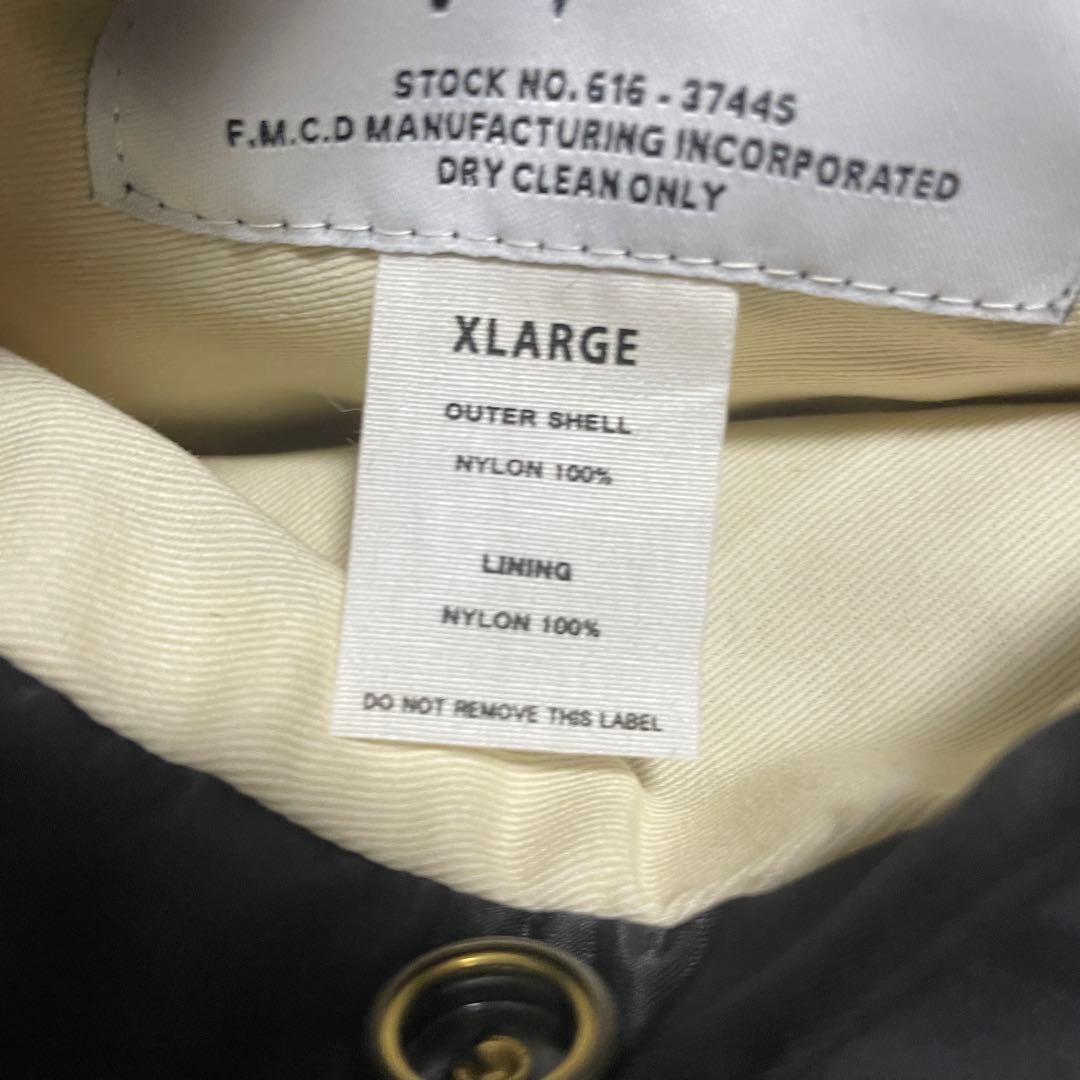 STOCK NO. 616 - 37445
F.M.C.D MANUFACTURING INCORPORATED
DRY CLEAN ONLY
XLARGE
OUTER SHELL
NYLON 100%
LINING
NYLON 100%
DO NOT REMOVE THIS LABEL